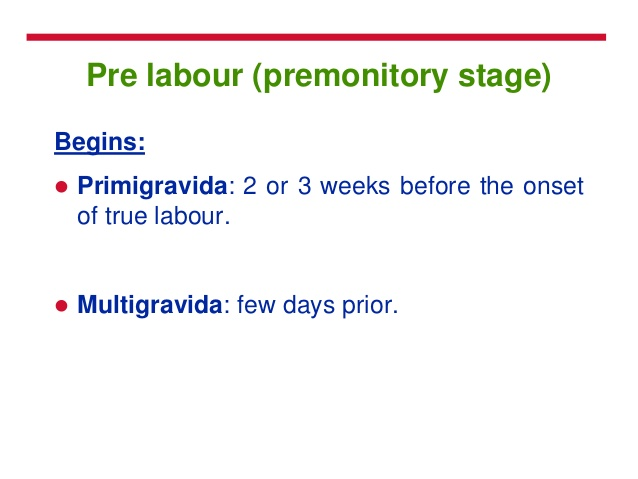 Pre labour (premonitory stage)
Begins:
● Primigravida: 2 or 3 weeks before the onset
of true labour.
● Multigravida: few days prior.